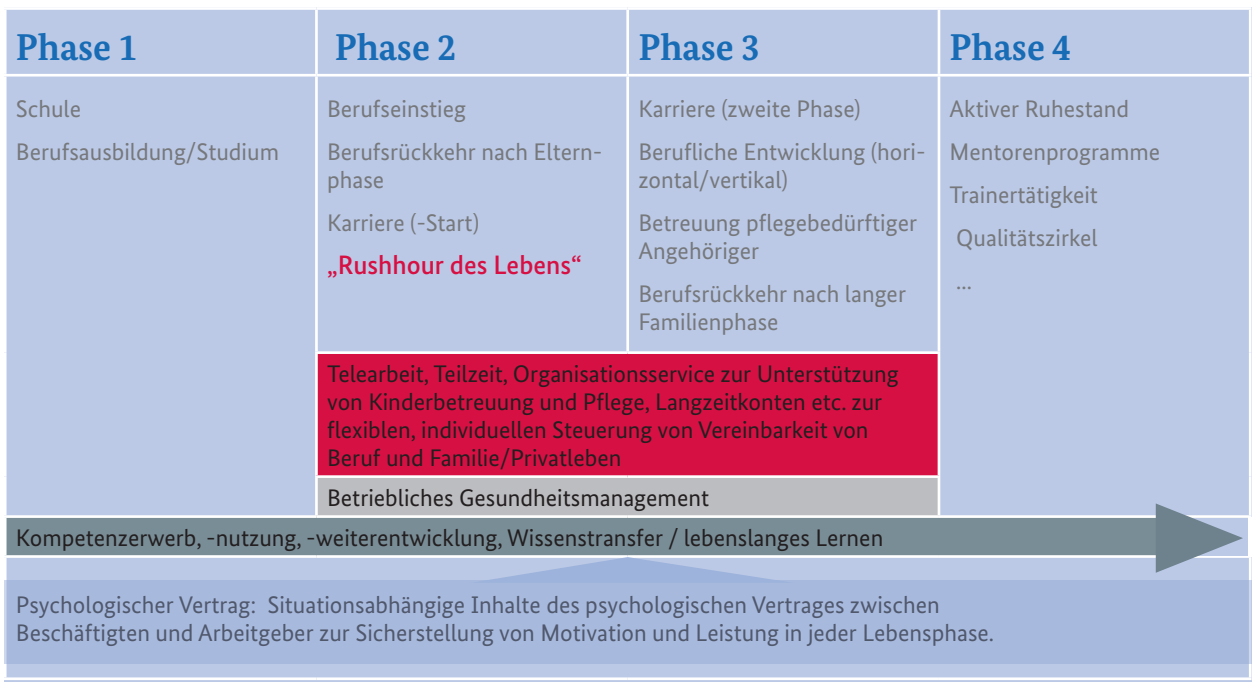 Phase 1
Schule
Berufsausbildung/Studium
Phase 2
Berufseinstieg
Berufsrückkehr nach Eltern-
phase
Karriere (-Start)
„Rushhour des Lebens“
Phase 3
Karriere (zweite Phase)
Berufliche Entwicklung (hori-
zontal/vertikal)
Betreuung pflegebedürftiger
Angehöriger
Berufsrückkehr nach langer
Familienphase
Phase 4
Aktiver Ruhestand
Mentorenprogramme
Trainertätigkeit
Qualitätszirkel
...
Telearbeit, Teilzeit, Organisationsservice zur Unterstützung
von Kinderbetreuung und Pflege, Langzeitkonten etc. zur
flexiblen, individuellen Steuerung von Vereinbarkeit von
Beruf und Familie/Privatleben
Betriebliches Gesundheitsmanagement
Kompetenzerwerb, -nutzung, -weiterentwicklung, Wissenstransfer / lebenslanges Lernen
Psychologischer Vertrag: Situationsabhängige Inhalte des psychologischen Vertrages zwischen
Beschäftigten und Arbeitgeber zur Sicherstellung von Motivation und Leistung in jeder Lebensphase.